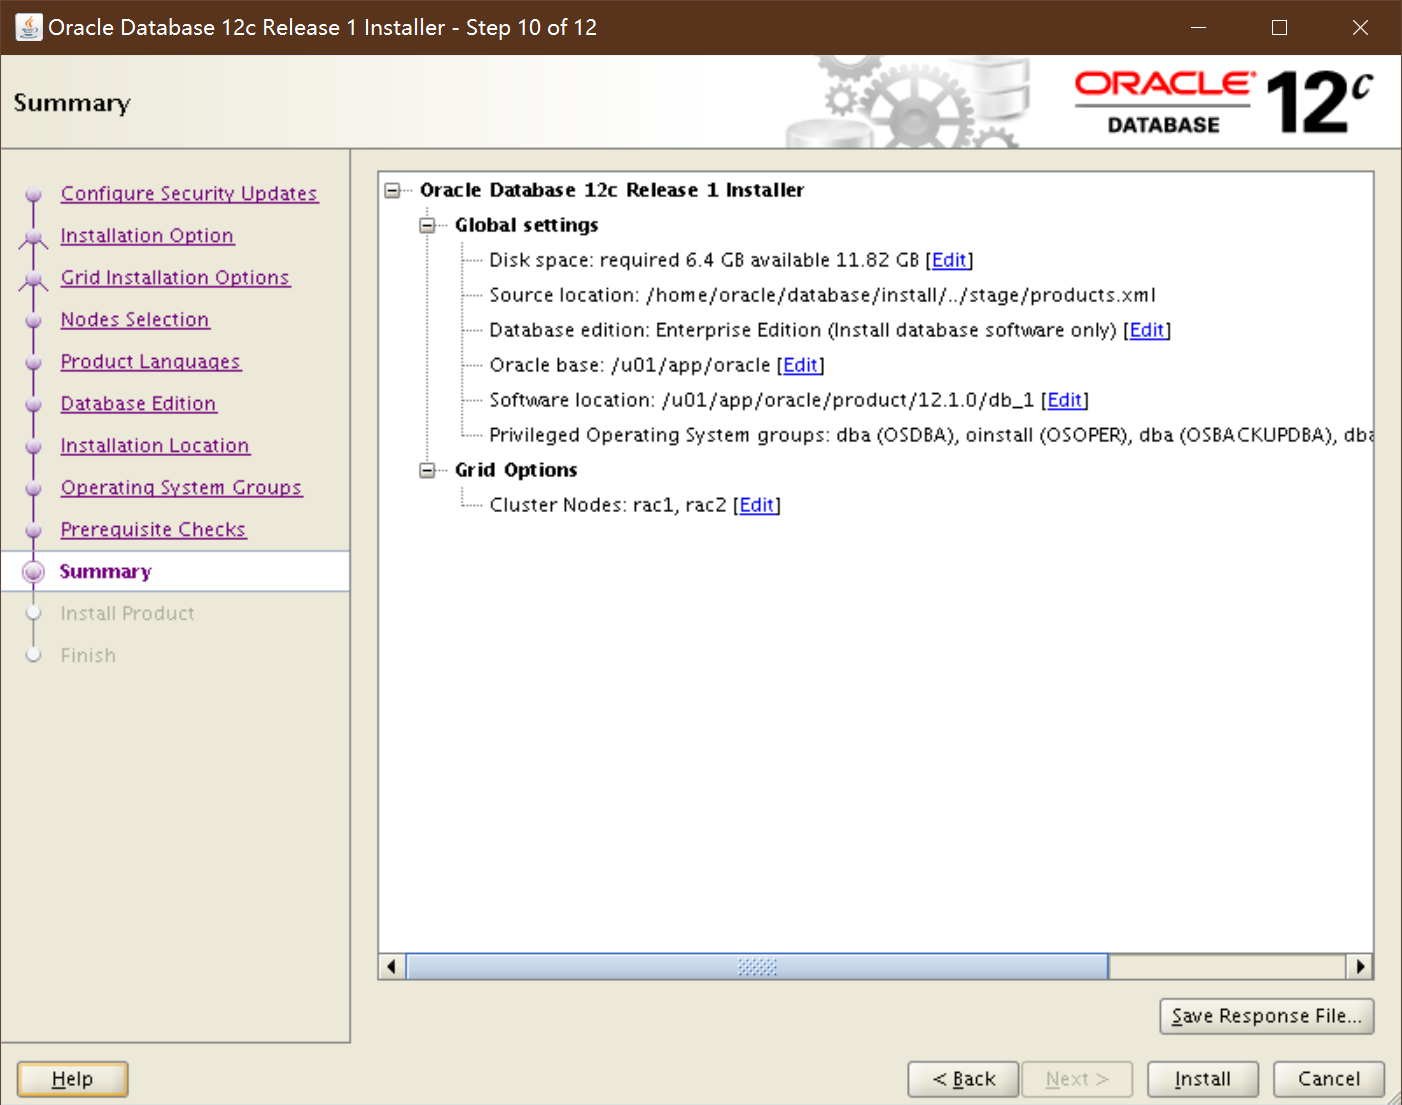 Oracle Database 12c Release 1 Installer - Step 10 of 12
Summary
ORACLE
DATABASE
12c
Configure Security Updates
Installation Option
Grid Installation Options
Nodes Selection
Product Languages
Database Edition
Installation Location
Operating System Groups
Prerequisite Checks
Summary
Install Product
Finish
Oracle Database 12c Release 1 Installer
Global settings
Disk space: required 6.4 GB available 11.82 GB [Edit]
Source location: /home/oracle/database/install/../stage/products.xml
Database edition: Enterprise Edition (Install database software only) [Edit]
Oracle base: /u01/app/oracle [Edit]
Software location: /u01/app/oracle/product/12.1.0/db_1 [Edit]
Privileged Operating System groups: dba (OSDBA), oinstall (OSOPER), dba (OSBACKUPDBA), dba
Grid Options
Cluster Nodes: rac1, rac2 [Edit]
Save Response File...
Help
< Back
Next >
Install
Cancel